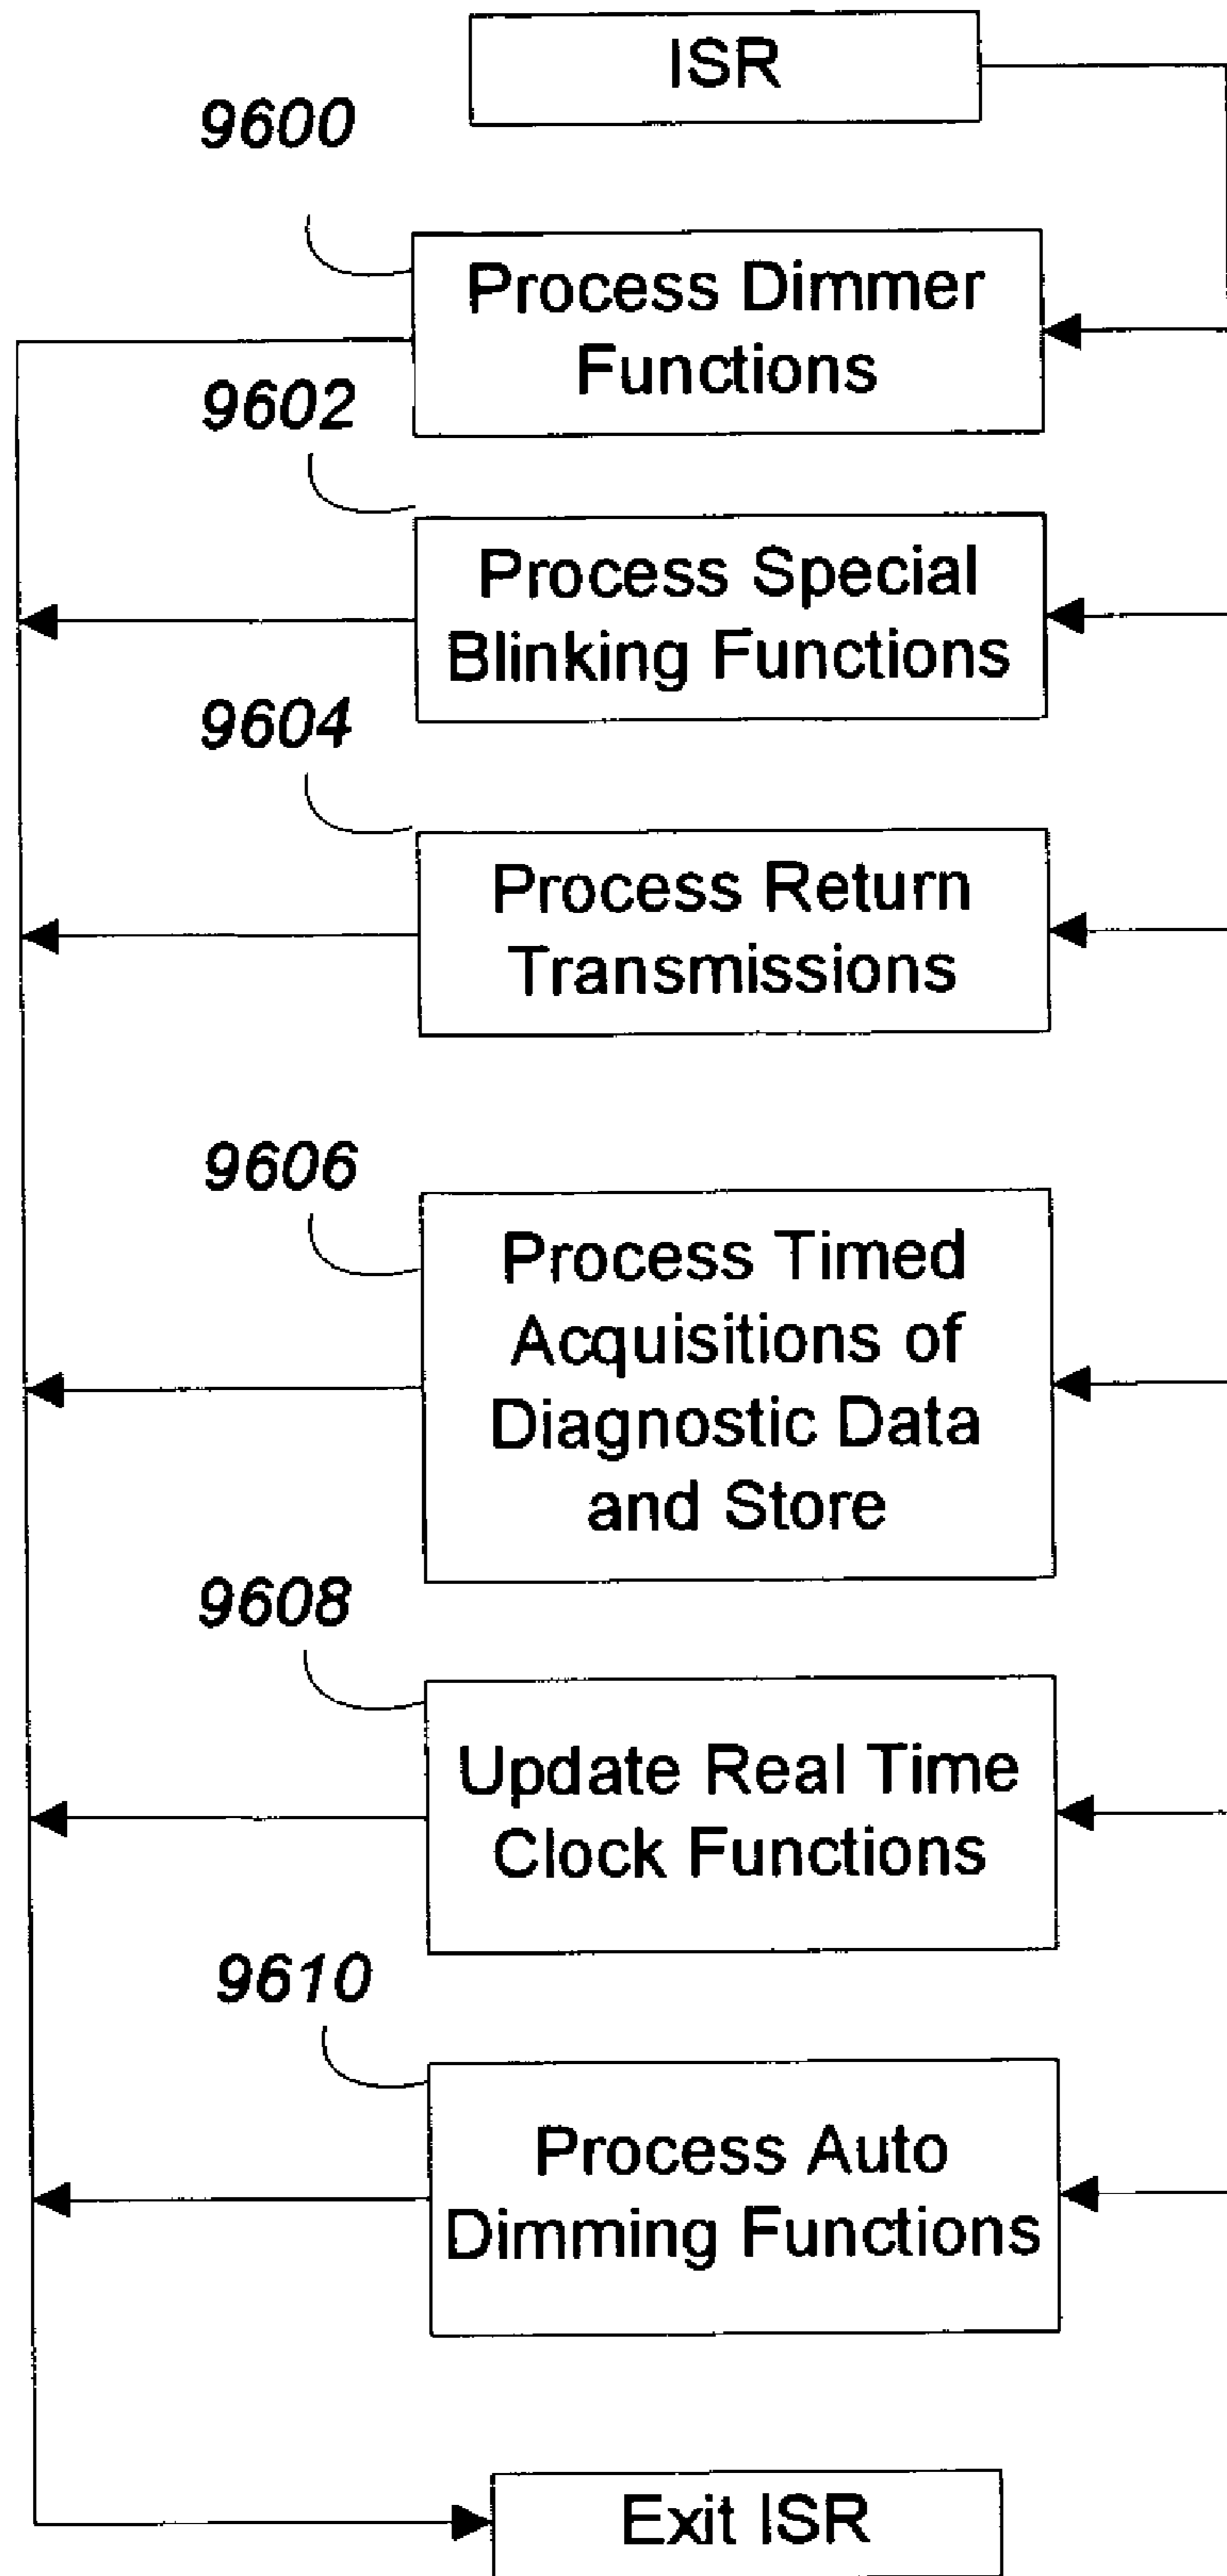 ISR
9600
Process Dimmer
Functions
9602
Process Special
Blinking Functions
9604
Process Return
Transmissions
9606
Process Timed
Acquisitions of
Diagnostic Data
and Store
9608
Update Real Time
Clock Functions
9610
Process Auto
Dimming Functions
Exit ISR